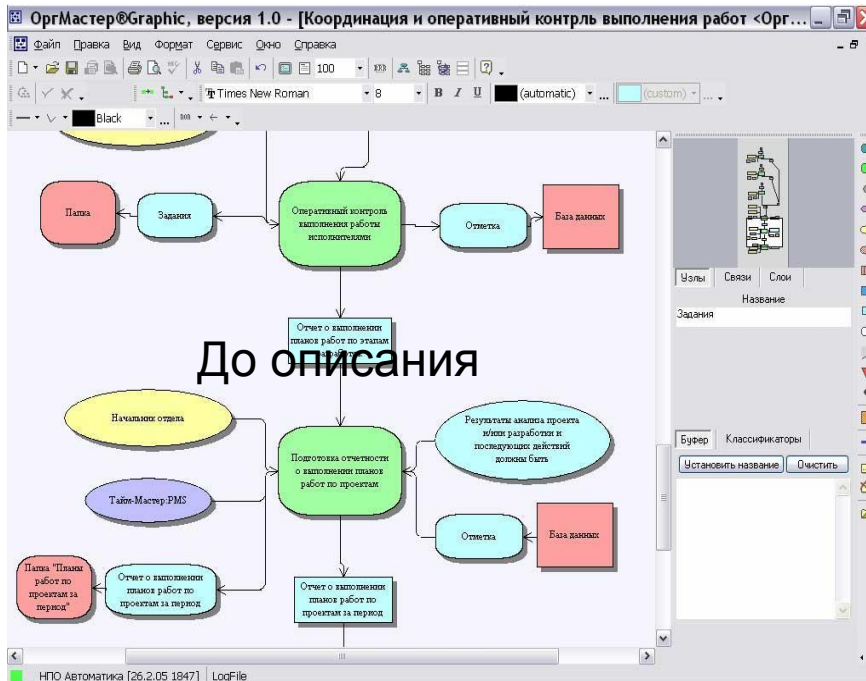 ОргМастер®Graphic, версия 1.0 - [Координация и оперативный контрль выполнения работ <Орг...
Файл Правка Вид Формат Сервис Окно Справка
100
Times New Roman 8 B I U (automatic) ... (custom) ...
Black ...
Папка
Задания
Оперативный контроль
выполнения работы
исполнителями
Отметка
База данных
Отчет о выполнении
планов работ по этапам
До описания
Начальник отдела
Тайм-Мастер:PMS
Подготовка отчетности
о выполнении планов
работ по проектам
Результаты анализа проекта
и/или разработки и
последующих действий
должны быть
Отметка
База данных
Папка "Планы
работ по
проектам за
период"
Отчет о выполнении
планов работ по
проектам за период
Отчет о выполнении
планов работ по
проектам за период
Узлы Связи Слои
Название
Задания
Буфер Классификаторы
Установить название Очистить
НПО Автоматика [26.2.05 1847] LogFile